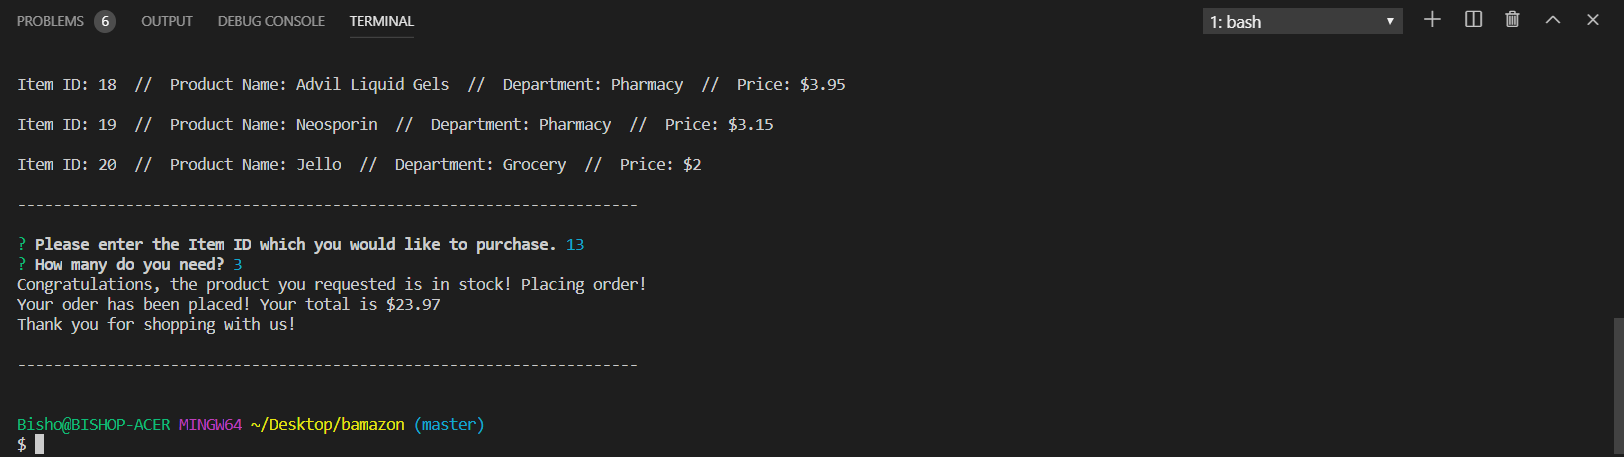 PROBLEMS 6 OUTPUT DEBUG CONSOLE TERMINAL 1: bash
Item ID: 18  //  Product Name: Advil Liquid Gels  //  Department: Pharmacy  //  Price: $3.95
Item ID: 19  //  Product Name: Neosporin  //  Department: Pharmacy  //  Price: $3.15
Item ID: 20  //  Product Name: Jello  //  Department: Grocery  //  Price: $2
---------------------------------------------------------------------
? Please enter the Item ID which you would like to purchase. 13
? How many do you need? 3
Congratulations, the product you requested is in stock! Placing order!
Your oder has been placed! Your total is $23.97
Thank you for shopping with us!
---------------------------------------------------------------------
Bisho@BISHOP-ACER MINGW64 ~/Desktop/bamazon (master)
$